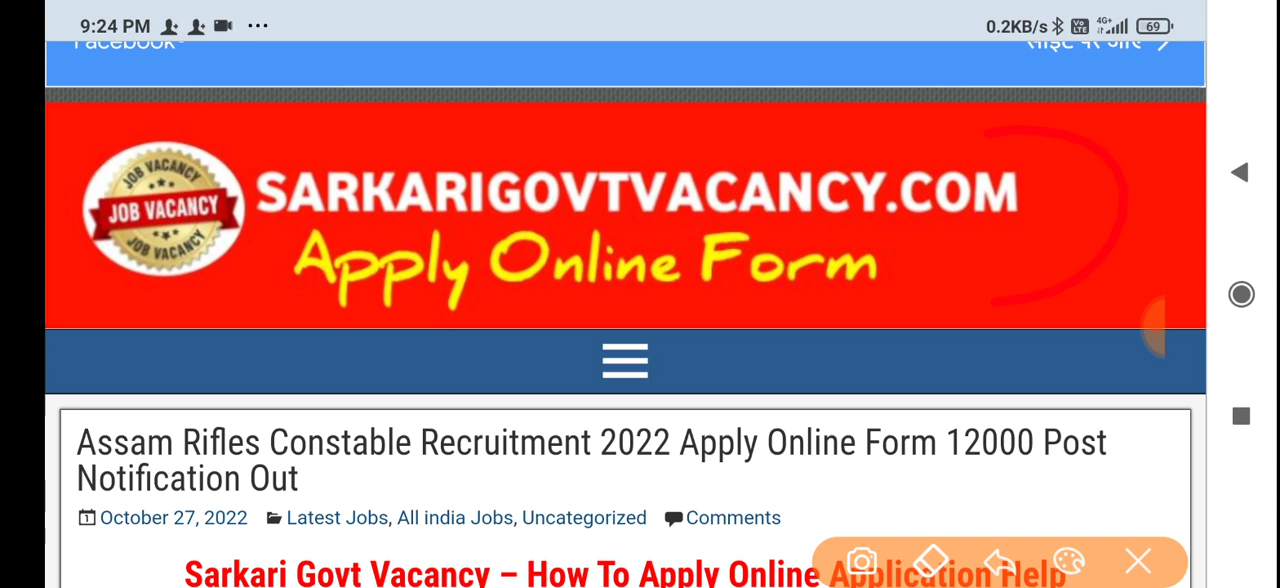 9:24 PM
0.2KB/s 4G+ 69
Facebook
JOB VACANCY
JOB VACANCY
JOB VACANCY
SARKARIGOVTVACANCY.COM
Apply Online Form
Assam Rifles Constable Recruitment 2022 Apply Online Form 12000 Post
Notification Out
October 27, 2022 Latest Jobs, All india Jobs, Uncategorized Comments
Sarkari Govt Vacancy – How To Apply Online Application Help